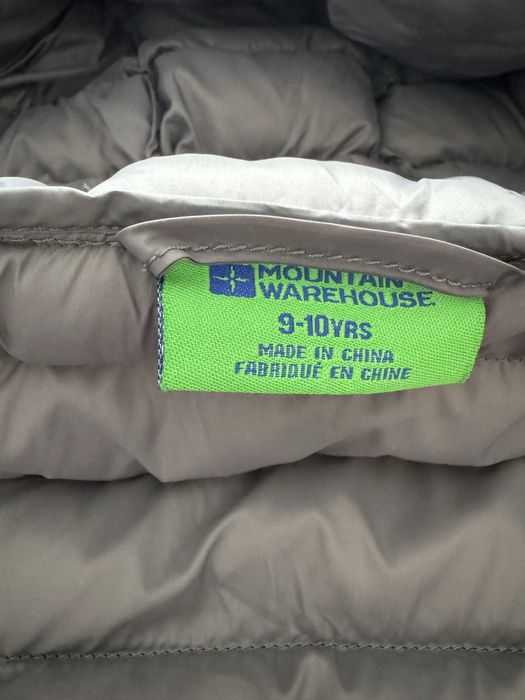 MOUNTAIN
WAREHOUSE
9-10YRS
MADE IN CHINA
FABRIQUÉ EN CHINE